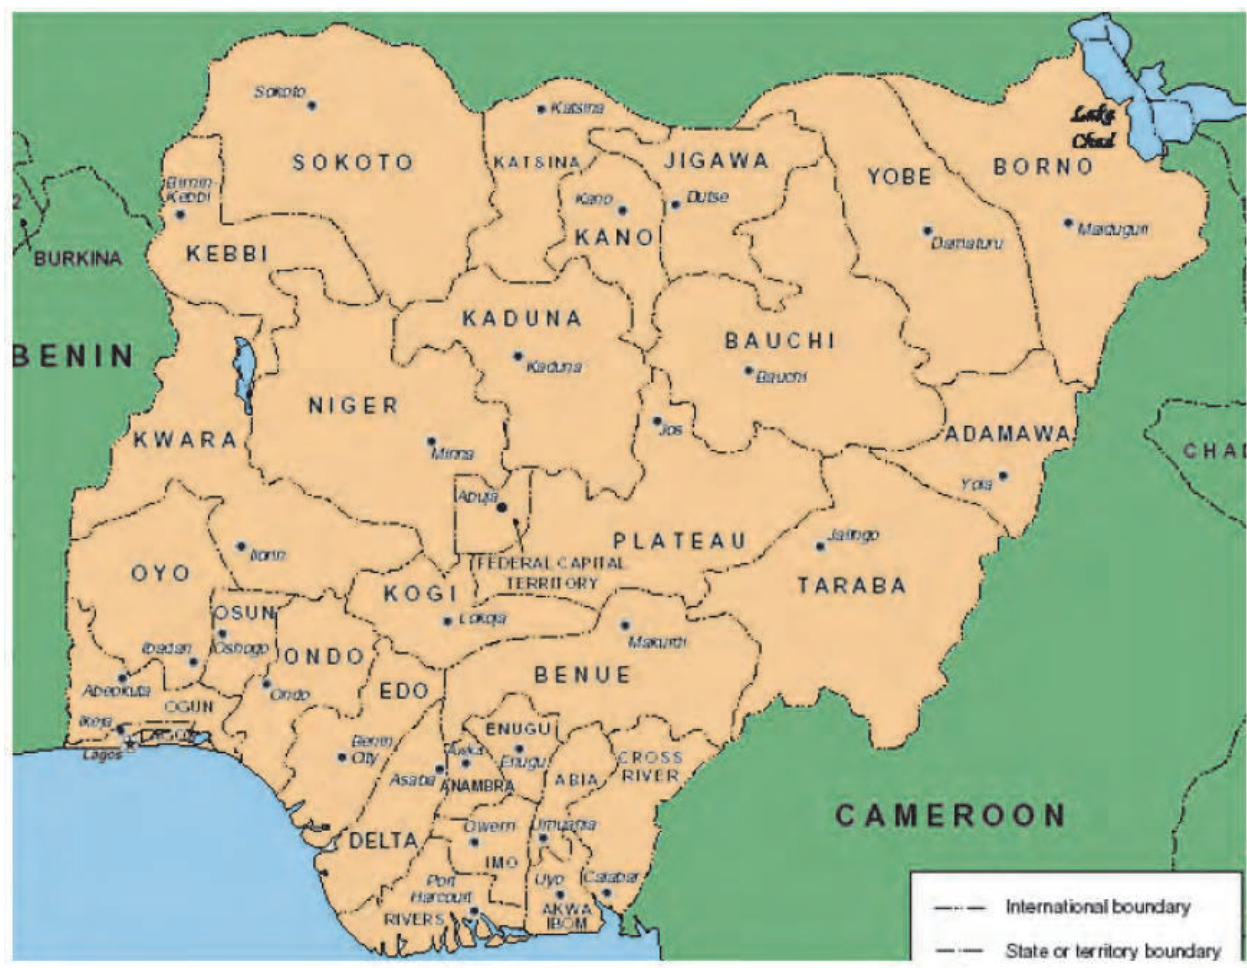 Sokoto
Katsina
Lake
Chad
SOKOTO
KATSINA
JIGAWA
YOBE
BORNO
Birnin-
Kebbi
Kano
Dutse
2
BURKINA
KEBBI
KANO
Damaturu
Maiduguri
KADUNA
BAUCHI
BENIN
Kaduna
Bauchi
NIGER
KWARA
Minna
Jos
ADAMAWA
CHAD
Yola
Abuja
Ilorin
PLATEAU
Jalingo
OYO
FEDERAL CAPITAL
TERRITORY
TARABA
KOGI
OSUN
Lokoja
Makurdi
Ibadan
Oshogo
ONDO
BENUE
Abeokuta
Ondo
EDO
OGUN
Ikeja
LAGOS
Lagos
Benin
City
ENUGU
Enugu
Awka
Asaba
ANAMBRA
ABIA
CROSS
RIVER
DELTA
Owerri
Umuahia
CAMEROON
IMO
Port
Harcourt
Uyo
Calabar
RIVERS
AKWA
IBOM
International boundary
State or territory boundary